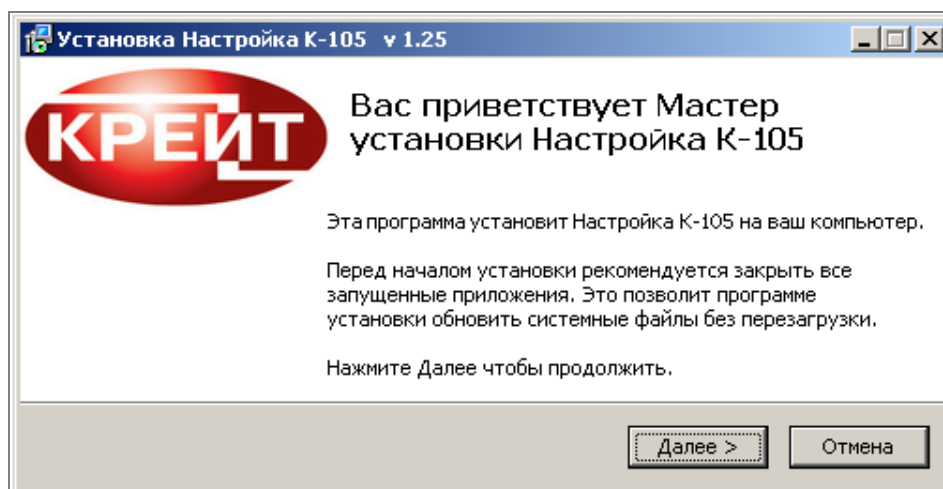 Установка Настройка К-105 v 1.25
КРЕЙТ
Вас приветствует Мастер
установки Настройка К-105
Эта программа установит Настройка К-105 на ваш компьютер.
Перед началом установки рекомендуется закрыть все
запущенные приложения. Это позволит программе
установки обновить системные файлы без перезагрузки.
Нажмите Далее чтобы продолжить.
Далее >
Отмена